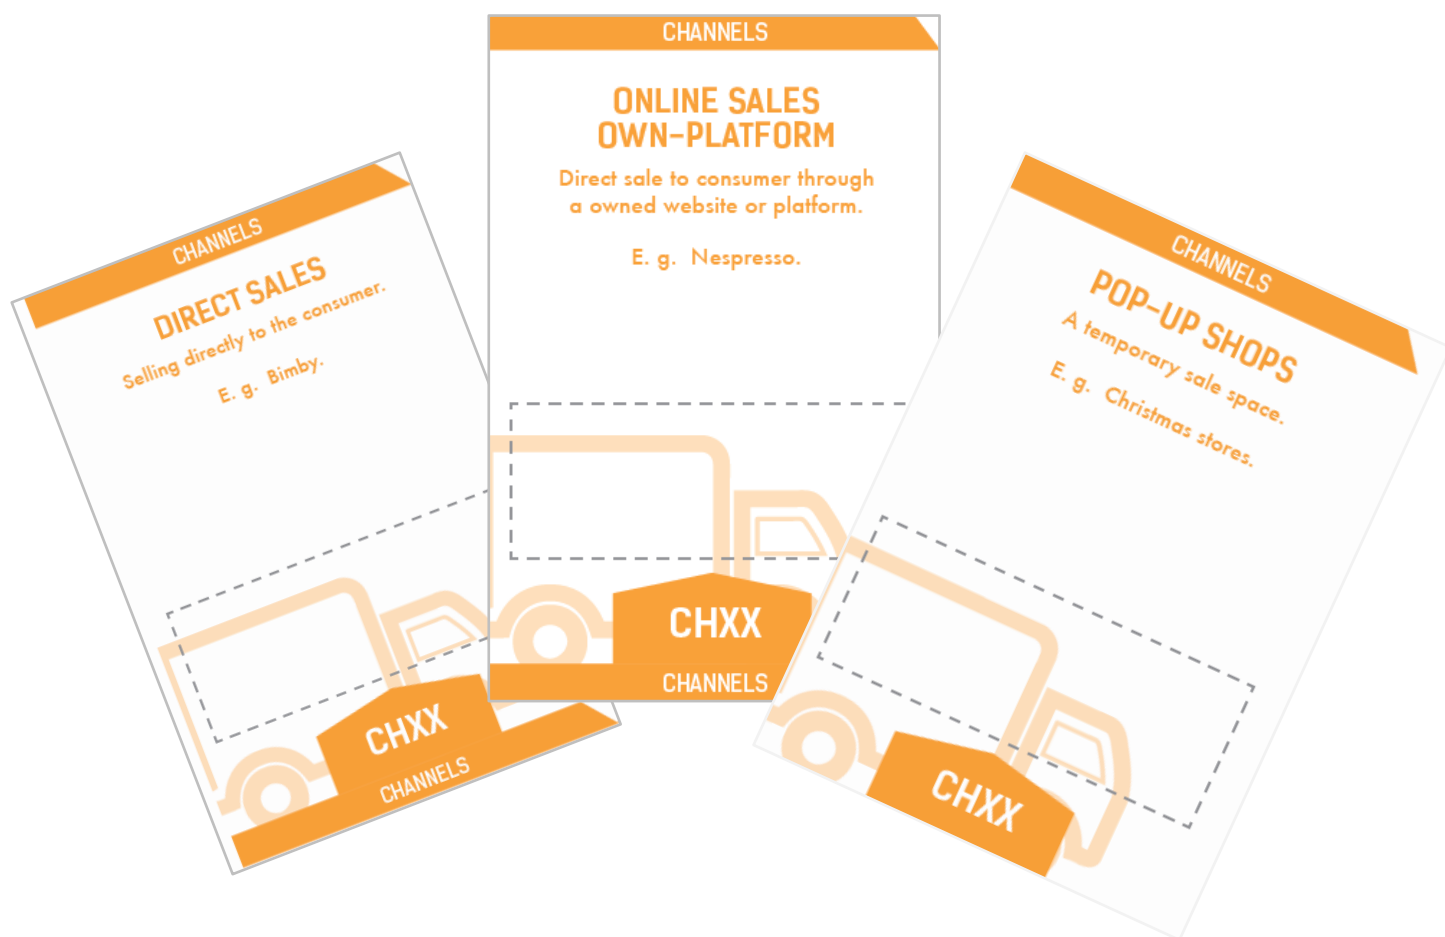 CHANNELS
DIRECT SALES
Selling directly to the consumer.
E. g. Bimby.
CHXX
CHANNELS
CHANNELS
ONLINE SALES
OWN-PLATFORM
Direct sale to consumer through
a owned website or platform.
E. g. Nespresso.
CHXX
CHANNELS
CHANNELS
POP-UP SHOPS
A temporary sale space.
E. g. Christmas stores.
CHXX